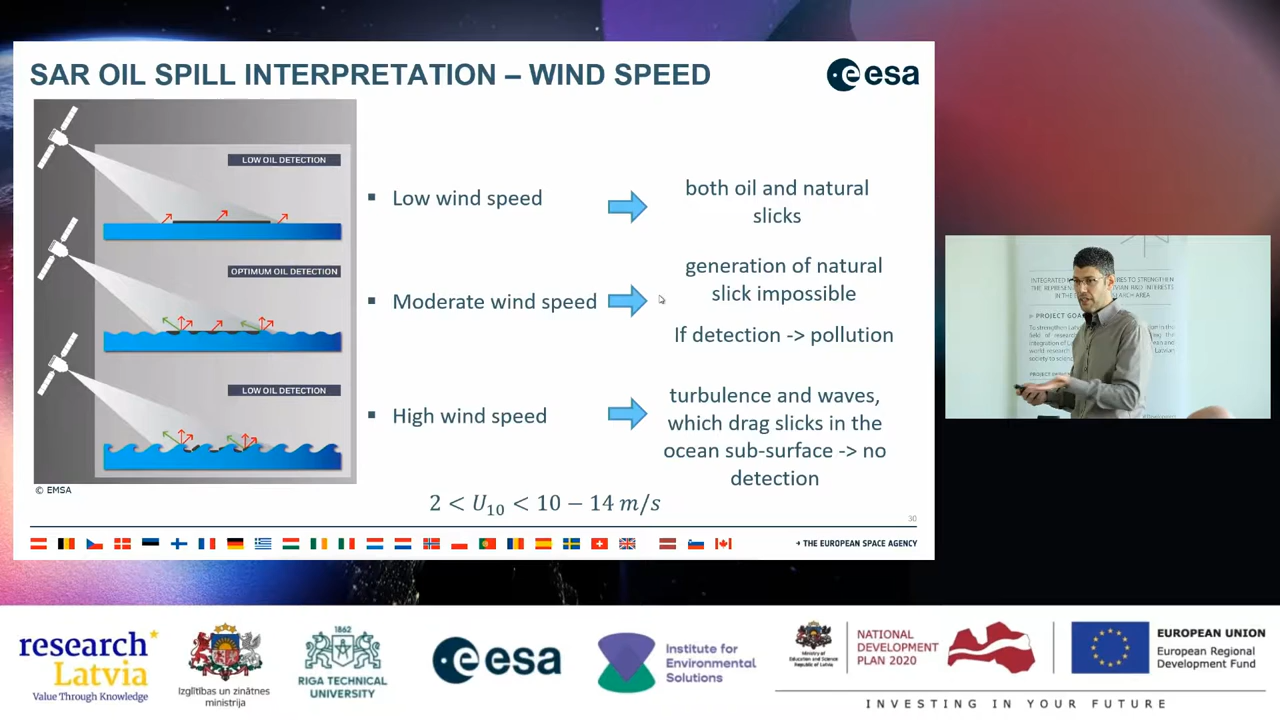 SAR OIL SPILL INTERPRETATION – WIND SPEED
esa
LOW OIL DETECTION
OPTIMUM OIL DETECTION
LOW OIL DETECTION
© EMSA
▪ Low wind speed
both oil and natural
slicks
▪ Moderate wind speed
generation of natural
slick impossible
If detection -> pollution
▪ High wind speed
turbulence and waves,
which drag slicks in the
ocean sub-surface -> no
detection
2 < U₁₀ < 10 – 14 m/s
30
→ THE EUROPEAN SPACE AGENCY
PROJECT GOA
research
Latvia
Value Through Knowledge
Izglītības un zinātnes
ministrija
1862
RIGA TECHNICAL
UNIVERSITY
esa
Institute for
Environmental
Solutions
Ministry of
Education and Science
Republic of Latvia
NATIONAL
DEVELOPMENT
PLAN 2020
EUROPEAN UNION
European Regional
Development Fund
INVESTING IN YOUR FUTURE